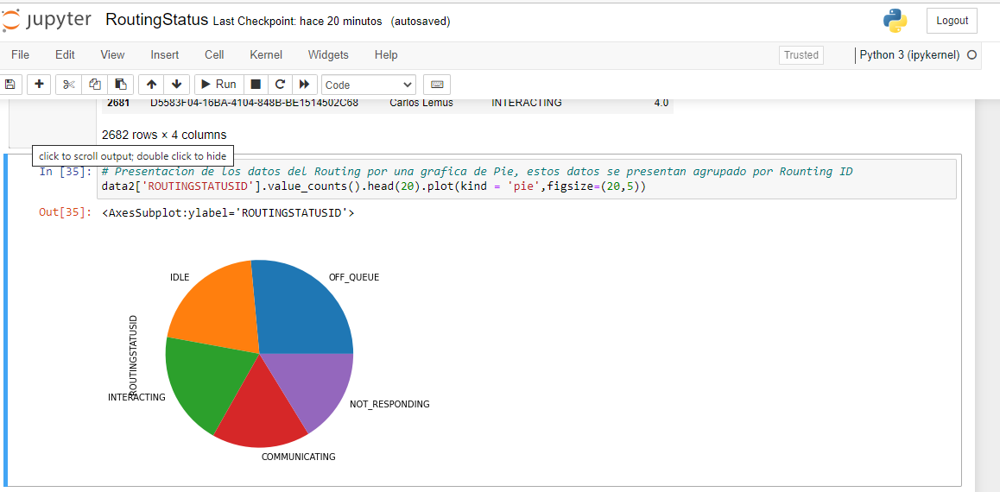 jupyter RoutingStatus Last Checkpoint: hace 20 minutos (autosaved) Logout
File Edit View Insert Cell Kernel Widgets Help Trusted Python 3 (ipykernel)
Run Code
2681 D5583F04-16BA-4104-848B-BE1514502C68 Carlos Lemus INTERACTING 4.0
2682 rows × 4 columns
click to scroll output; double click to hide
In [35]: # Presentacion de los datos del Routing por una grafica de Pie, estos datos se presentan agrupado por Rounting ID
data2['ROUTINGSTATUSID'].value_counts().head(20).plot(kind = 'pie',figsize=(20,5))
Out[35]: <AxesSubplot:ylabel='ROUTINGSTATUSID'>
IDLE
OFF_QUEUE
ROUTINGSTATUSID
INTERACTING
NOT_RESPONDING
COMMUNICATING